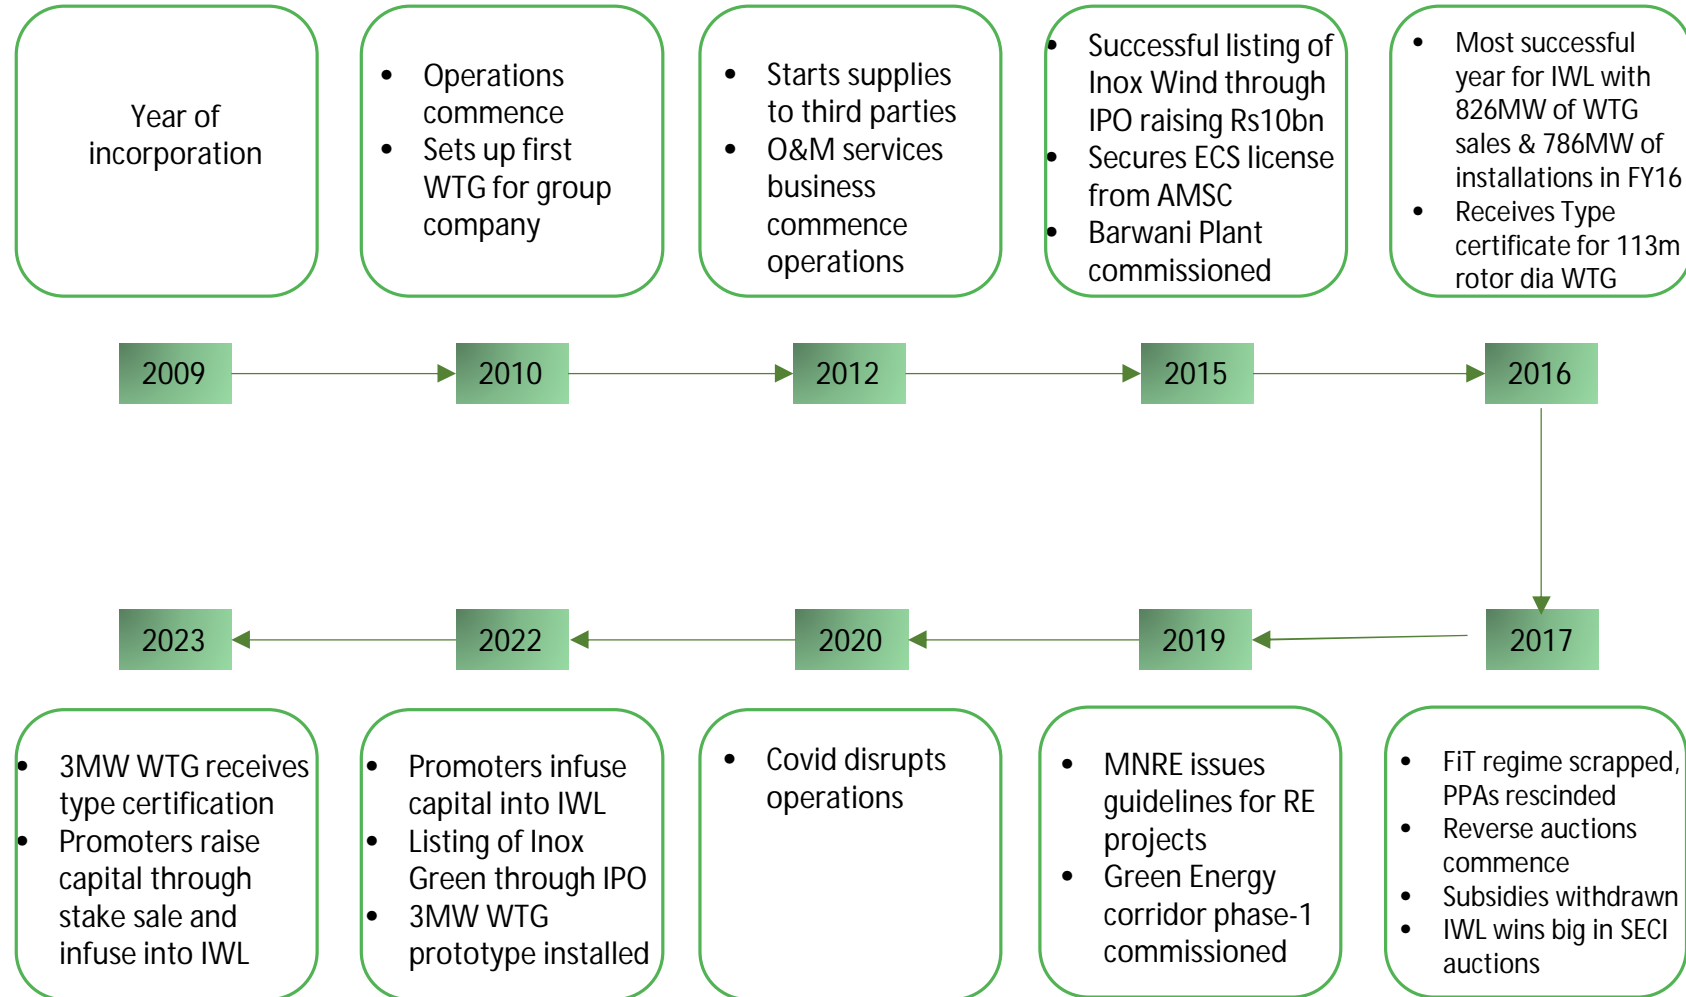 Year of
incorporation
• Operations
commence
• Sets up first
WTG for group
company
• Starts supplies
to third parties
• O&M services
business
commence
operations
• Successful listing of
Inox Wind through
IPO raising Rs10bn
• Secures ECS license
from AMSC
• Barwani Plant
commissioned
• Most successful
year for IWL with
826MW of WTG
sales & 786MW of
installations in FY16
• Receives Type
certificate for 113m
rotor dia WTG
2009
2010
2012
2015
2016
2023
2022
2020
2019
2017
• 3MW WTG receives
type certification
• Promoters raise
capital through
stake sale and
infuse into IWL
• Promoters infuse
capital into IWL
• Listing of Inox
Green through IPO
• 3MW WTG
prototype installed
• Covid disrupts
operations
• MNRE issues
guidelines for RE
projects
• Green Energy
corridor phase-1
commissioned
• FiT regime scrapped,
PPAs rescinded
• Reverse auctions
commence
• Subsidies withdrawn
• IWL wins big in SECI
auctions